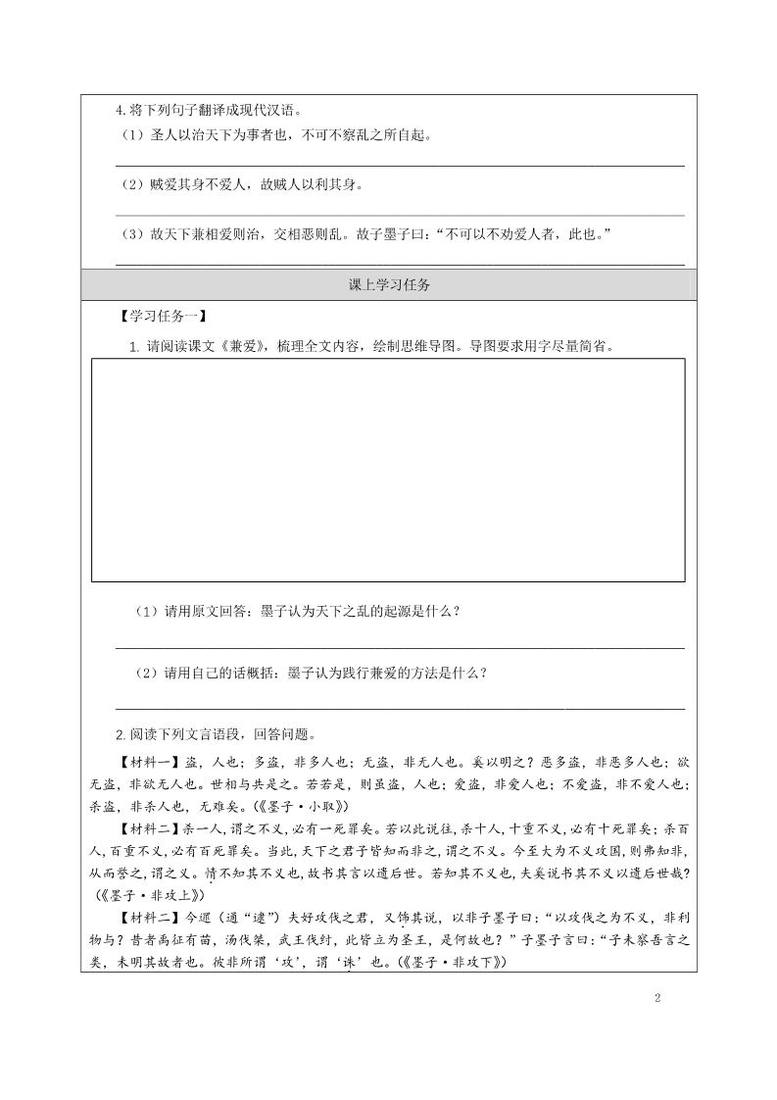 4.将下列句子翻译成现代汉语。
（1）圣人以治天下为事者也，不可不察乱之所自起。
（2）贼爱其身不爱人，故贼人以利其身。
（3）故天下兼相爱则治，交相恶则乱。故子墨子曰：“不可以不劝爱人者，此也。”
课上学习任务
【学习任务一】
1. 请阅读课文《兼爱》，梳理全文内容，绘制思维导图。导图要求用字尽量简省。
（1）请用原文回答：墨子认为天下之乱的起源是什么？
（2）请用自己的话概括：墨子认为践行兼爱的方法是什么？
2.阅读下列文言语段，回答问题。
【材料一】盗，人也；多盗，非多人也；无盗，非无人也。奚以明之？恶多盗，非恶多人也；欲
无盗，非欲无人也。世相与共是之。若若是，则虽盗，人也；爱盗，非爱人也；不爱盗，非不爱人也；
杀盗，非杀人也，无难矣。（《墨子·小取》）
【材料二】杀一人，谓之不义，必有一死罪矣。若以此说往，杀十人，十重不义，必有十死罪矣；杀百
人，百重不义，必有百死罪矣。当此，天下之君子皆知而非之，谓之不义。今至大为不义攻国，则弗知非，
从而誉之，谓之义。情不知其不义也，故书其言以遗后世。若知其不义也，夫奚说书其不义以遗后世哉?
（《墨子·非攻上》）
【材料二】今遝（通“逮”）夫好攻伐之君，又饰其说，以非子墨子曰：“以攻伐之为不义，非利
物与？昔者禹征有苗，汤伐桀，武王伐纣，此皆立为圣王，是何故也？”子墨子言曰：“子未察吾言之
类，未明其故者也。彼非所谓‘攻’，谓‘诛’也。（《墨子·非攻下》）
2